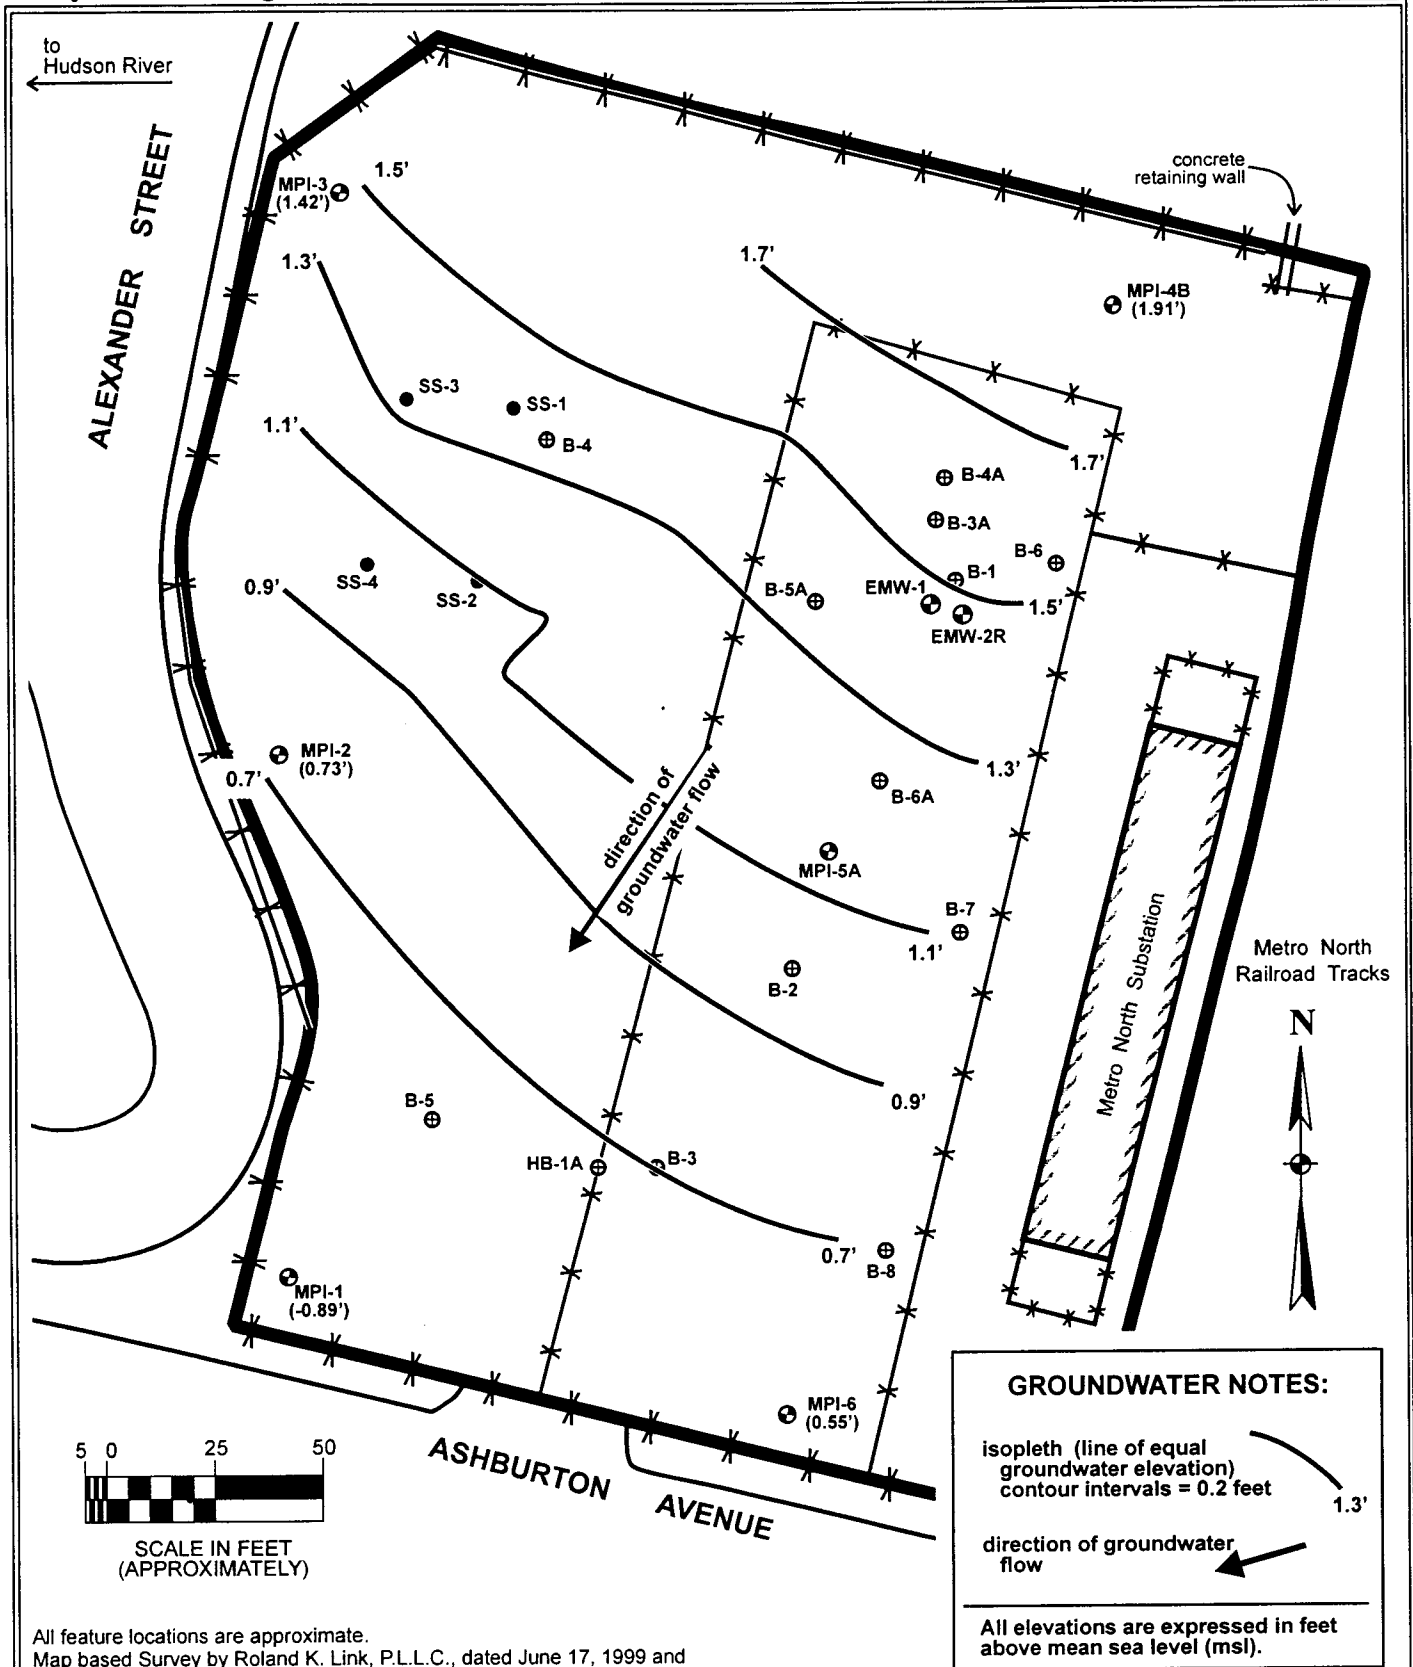 to
Hudson River
ALEXANDER STREET
MPI-3
(1.42')
1.5'
1.3'
1.7'
concrete
retaining wall
MPI-4B
(1.91')
SS-3
SS-1
B-4
1.1'
1.7'
B-4A
B-3A
B-6
B-1
SS-4
SS-2
0.9'
B-5A
EMW-1
1.5'
EMW-2R
MPI-2
(0.73')
0.7'
1.3'
direction of
groundwater flow
B-6A
MPI-5A
B-7
1.1'
B-2
Metro North Substation
Metro North
Railroad Tracks
N
0.9'
B-5
HB-1A
B-3
0.7'
B-8
MPI-1
(-0.89')
MPI-6
(0.55')
ASHBURTON AVENUE
5 0 25 50
SCALE IN FEET
(APPROXIMATELY)
GROUNDWATER NOTES:
isopleth (line of equal
groundwater elevation)
contour intervals = 0.2 feet
1.3'
direction of groundwater
flow
All elevations are expressed in feet
above mean sea level (msl).
All feature locations are approximate.
Map based Survey by Roland K. Link, P.L.L.C., dated June 17, 1999 and